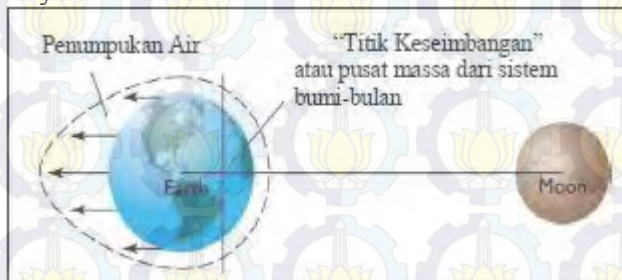 Penumpukan Air
“Titik Keseimbangan”
atau pusat massa dari sistem
bumi-bulan
Earth
Moon